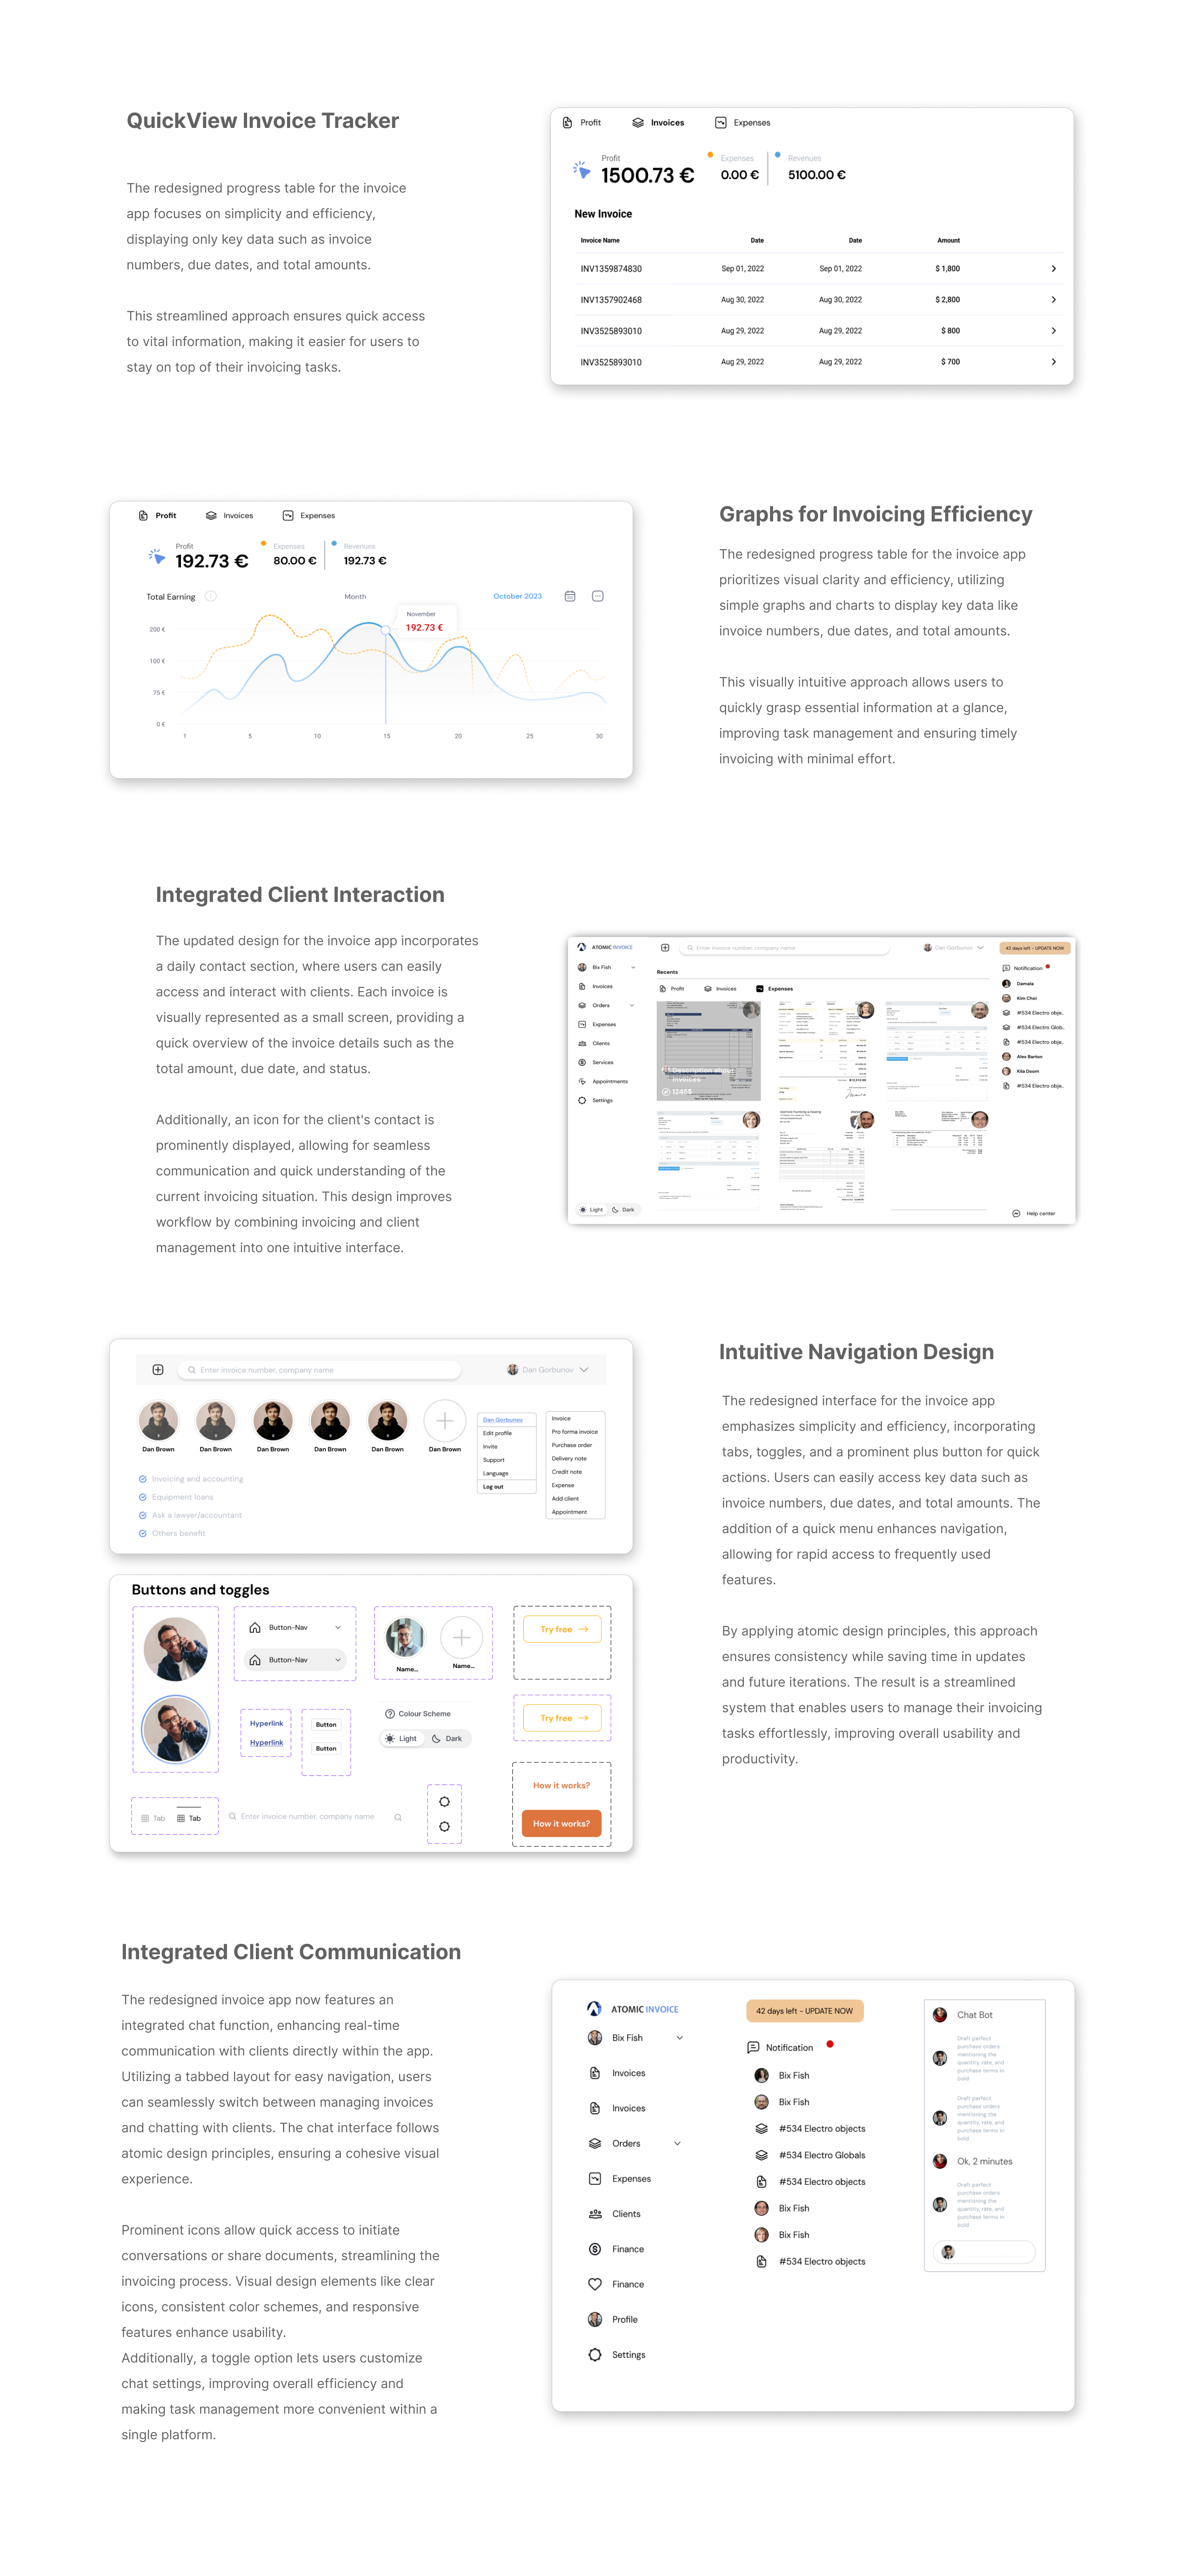 QuickView Invoice Tracker
The redesigned progress table for the invoice
app focuses on simplicity and efficiency,
displaying only key data such as invoice
numbers, due dates, and total amounts.
This streamlined approach ensures quick access
to vital information, making it easier for users to
stay on top of their invoicing tasks.
Profit Invoices Expenses
Profit Expenses Revenues
1500.73 € 0.00 € 5100.00 €
New Invoice
Invoice Name Date Date Amount
INV1359874830 Sep 01, 2022 Sep 01, 2022 $ 1,800
INV1357902468 Aug 30, 2022 Aug 30, 2022 $ 2,800
INV3525893010 Aug 29, 2022 Aug 29, 2022 $ 800
INV3525893010 Aug 29, 2022 Aug 29, 2022 $ 700
Profit Invoices Expenses
Profit Expenses Revenues
192.73 € 80.00 € 192.73 €
Total Earning Month October 2023
November
192.73 €
200 €
100 €
75 €
0 €
1 5 10 15 20 25 30
Graphs for Invoicing Efficiency
The redesigned progress table for the invoice app
prioritizes visual clarity and efficiency, utilizing
simple graphs and charts to display key data like
invoice numbers, due dates, and total amounts.
This visually intuitive approach allows users to
quickly grasp essential information at a glance,
improving task management and ensuring timely
invoicing with minimal effort.
Integrated Client Interaction
The updated design for the invoice app incorporates
a daily contact section, where users can easily
access and interact with clients. Each invoice is
visually represented as a small screen, providing a
quick overview of the invoice details such as the
total amount, due date, and status.
Additionally, an icon for the client's contact is
prominently displayed, allowing for seamless
communication and quick understanding of the
current invoicing situation. This design improves
workflow by combining invoicing and client
management into one intuitive interface.
ATOMIC INVOICE
Enter invoice number, company name
Dan Gorbunov
42 days left - UPDATE NOW
Bix Fish
Invoices
Orders
Expenses
Clients
Services
Appointments
Settings
Light Dark
Recents
Profit Invoices Expenses
12465
Notification
Damala
Kim Choi
#534 Electro obje..
#534 Electro Glob..
#534 Electro obje..
Alex Barton
Kila Doom
#534 Electro obje..
Help center
Enter invoice number, company name
Dan Gorbunov
Dan Brown Dan Brown Dan Brown Dan Brown Dan Brown Dan Brown
Invoicing and accounting
Equipment loans
Ask a lawyer/accountant
Others benefit
Dan Gorbunov
Edit profile
Invite
Support
Language
Log out
Invoice
Pro forma invoice
Purchase order
Delivery note
Credit note
Expense
Add client
Appointment
Buttons and toggles
Button-Nav
Button-Nav
Name... Name...
Try free
Hyperlink
Hyperlink
Button
Button
Colour Scheme
Light Dark
Try free
How it works?
How it works?
Tab Tab
Enter invoice number, company name
Intuitive Navigation Design
The redesigned interface for the invoice app
emphasizes simplicity and efficiency, incorporating
tabs, toggles, and a prominent plus button for quick
actions. Users can easily access key data such as
invoice numbers, due dates, and total amounts. The
addition of a quick menu enhances navigation,
allowing for rapid access to frequently used
features.
By applying atomic design principles, this approach
ensures consistency while saving time in updates
and future iterations. The result is a streamlined
system that enables users to manage their invoicing
tasks effortlessly, improving overall usability and
productivity.
Integrated Client Communication
The redesigned invoice app now features an
integrated chat function, enhancing real-time
communication with clients directly within the app.
Utilizing a tabbed layout for easy navigation, users
can seamlessly switch between managing invoices
and chatting with clients. The chat interface follows
atomic design principles, ensuring a cohesive visual
experience.
Prominent icons allow quick access to initiate
conversations or share documents, streamlining the
invoicing process. Visual design elements like clear
icons, consistent color schemes, and responsive
features enhance usability.
Additionally, a toggle option lets users customize
chat settings, improving overall efficiency and
making task management more convenient within a
single platform.
ATOMIC INVOICE
Bix Fish
Invoices
Invoices
Orders
Expenses
Clients
Finance
Finance
Profile
Settings
42 days left - UPDATE NOW
Notification
Bix Fish
Bix Fish
#534 Electro objects
#534 Electro Globals
#534 Electro objects
Bix Fish
Bix Fish
#534 Electro objects
Chat Bot
Draft perfect
purchase orders
mentioning the
quantity, rate, and
purchase terms in
bold
Draft perfect
purchase orders
mentioning the
quantity, rate, and
purchase terms in
bold
Ok, 2 minutes
Draft perfect
purchase orders
mentioning the
quantity, rate, and
purchase terms in
bold